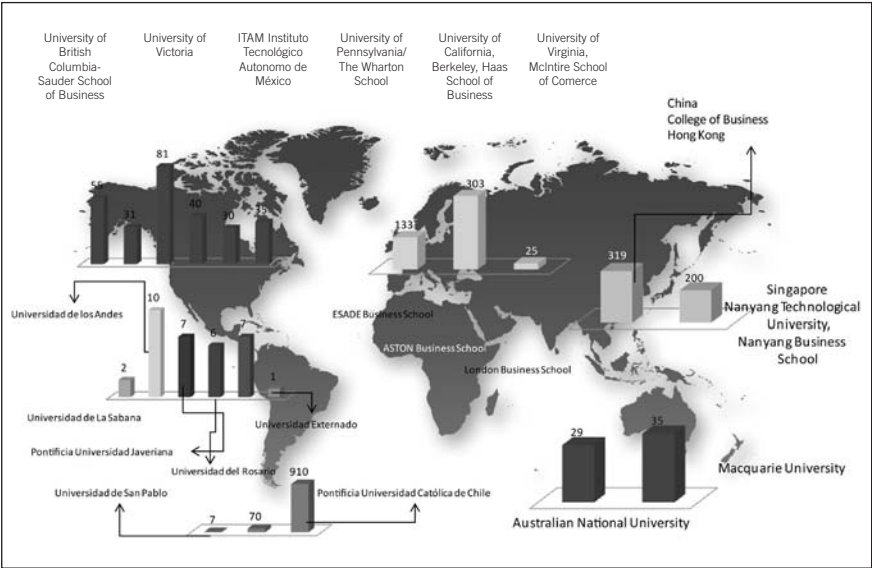 University of
British
Columbia-
Sauder School
of Business
University of
Victoria
ITAM Instituto
Tecnológico
Autonomo de
México
University of
Pennsylvania/
The Wharton
School
University of
California,
Berkeley, Haas
School of
Business
University of
Virginia,
McIntire School
of Comerce
China
College of Business
Hong Kong
55
31
81
40
30
133
303
25
319
200
Singapore
Nanyang Technological
University,
Nanyang Business
School
Universidad de los Andes
ESADE Business School
ASTON Business School
London Business School
2
10
7
6
7
1
Universidad de La Sabana
Universidad Externado
Pontificia Universidad Javeriana
Universidad del Rosario
Universidad de San Pablo
7
70
910
Pontificia Universidad Católica de Chile
29
35
Macquarie University
Australian National University